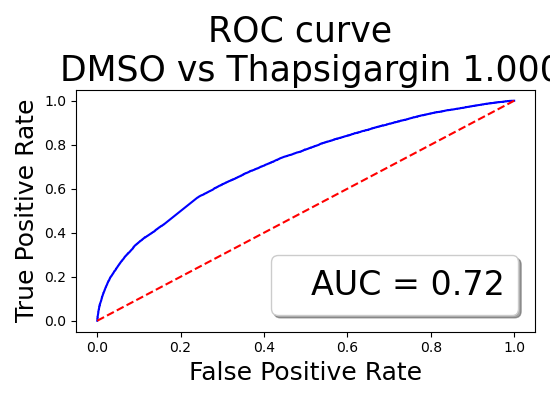 ROC curve
DMSO vs Thapsigargin 1.000
True Positive Rate
1.0
0.8
0.6
0.4
0.2
0.0
AUC = 0.72
0.0 0.2 0.4 0.6 0.8 1.0
False Positive Rate